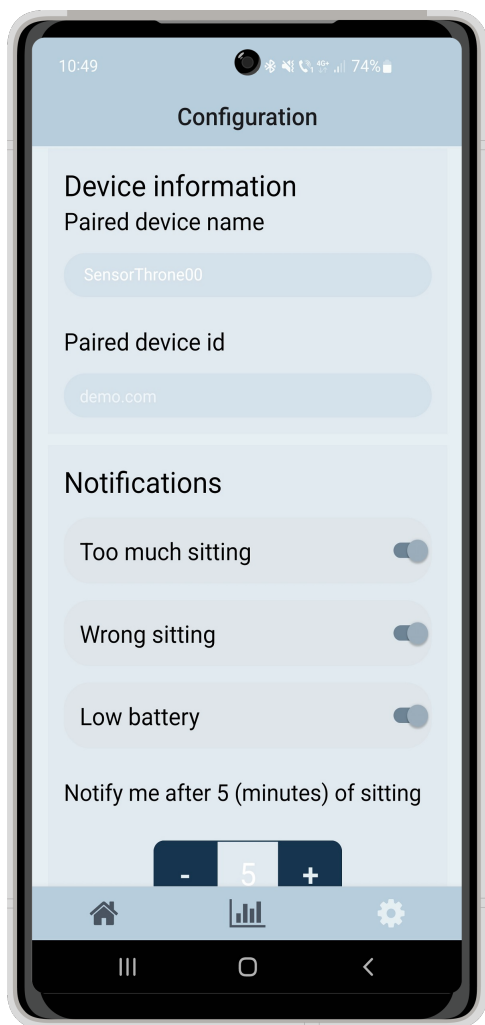 10:49
4G+ 74%
Configuration
Device information
Paired device name
SensorThrone00
Paired device id
demo.com
Notifications
Too much sitting
Wrong sitting
Low battery
Notify me after 5 (minutes) of sitting
- 5 +